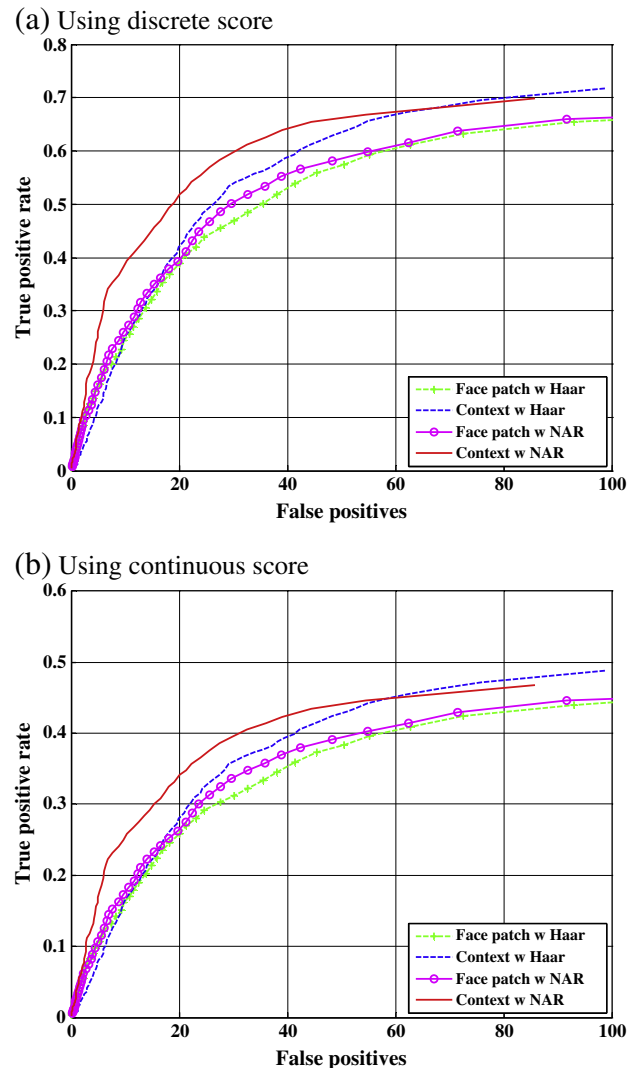 (a) Using discrete score
0.8
0.7
0.6
0.5
0.4
0.3
0.2
0.1
0
True positive rate
Face patch w Haar
Context w Haar
Face patch w NAR
Context w NAR
0 20 40 60 80 100
False positives
(b) Using continuous score
0.6
0.5
0.4
0.3
0.2
0.1
0
True positive rate
Face patch w Haar
Context w Haar
Face patch w NAR
Context w NAR
0 20 40 60 80 100
False positives